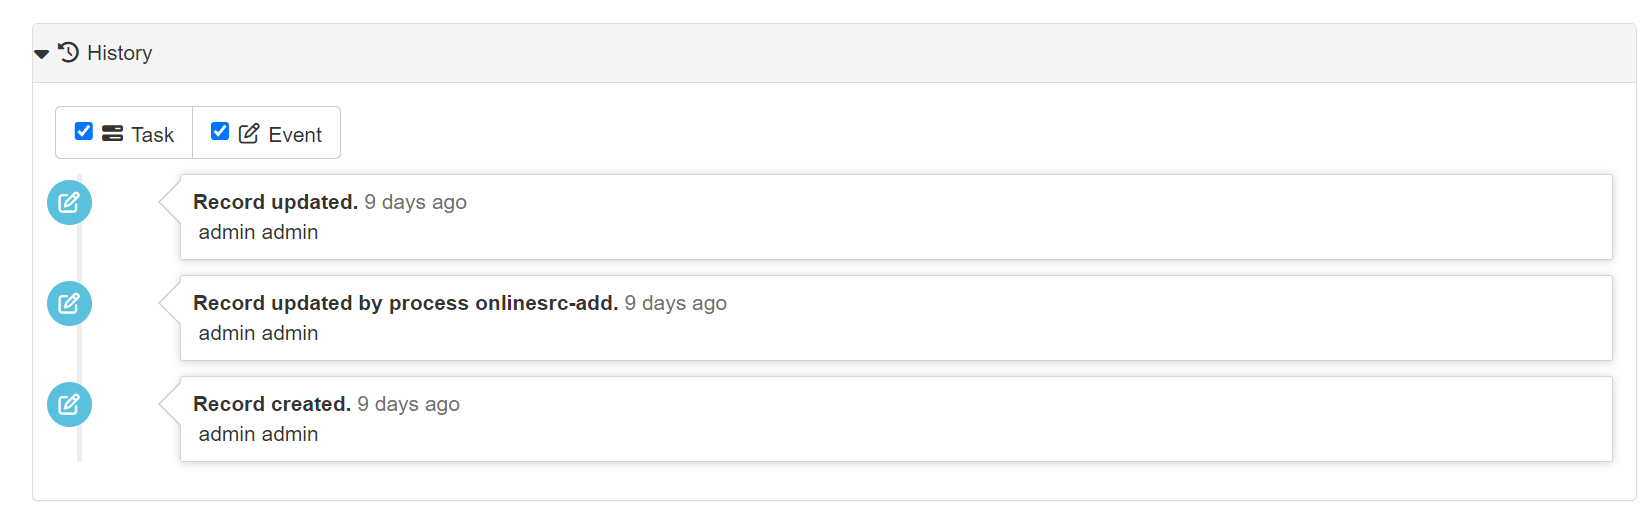 History
Task
Event
Record updated. 9 days ago
admin admin
Record updated by process onlinesrc-add. 9 days ago
admin admin
Record created. 9 days ago
admin admin